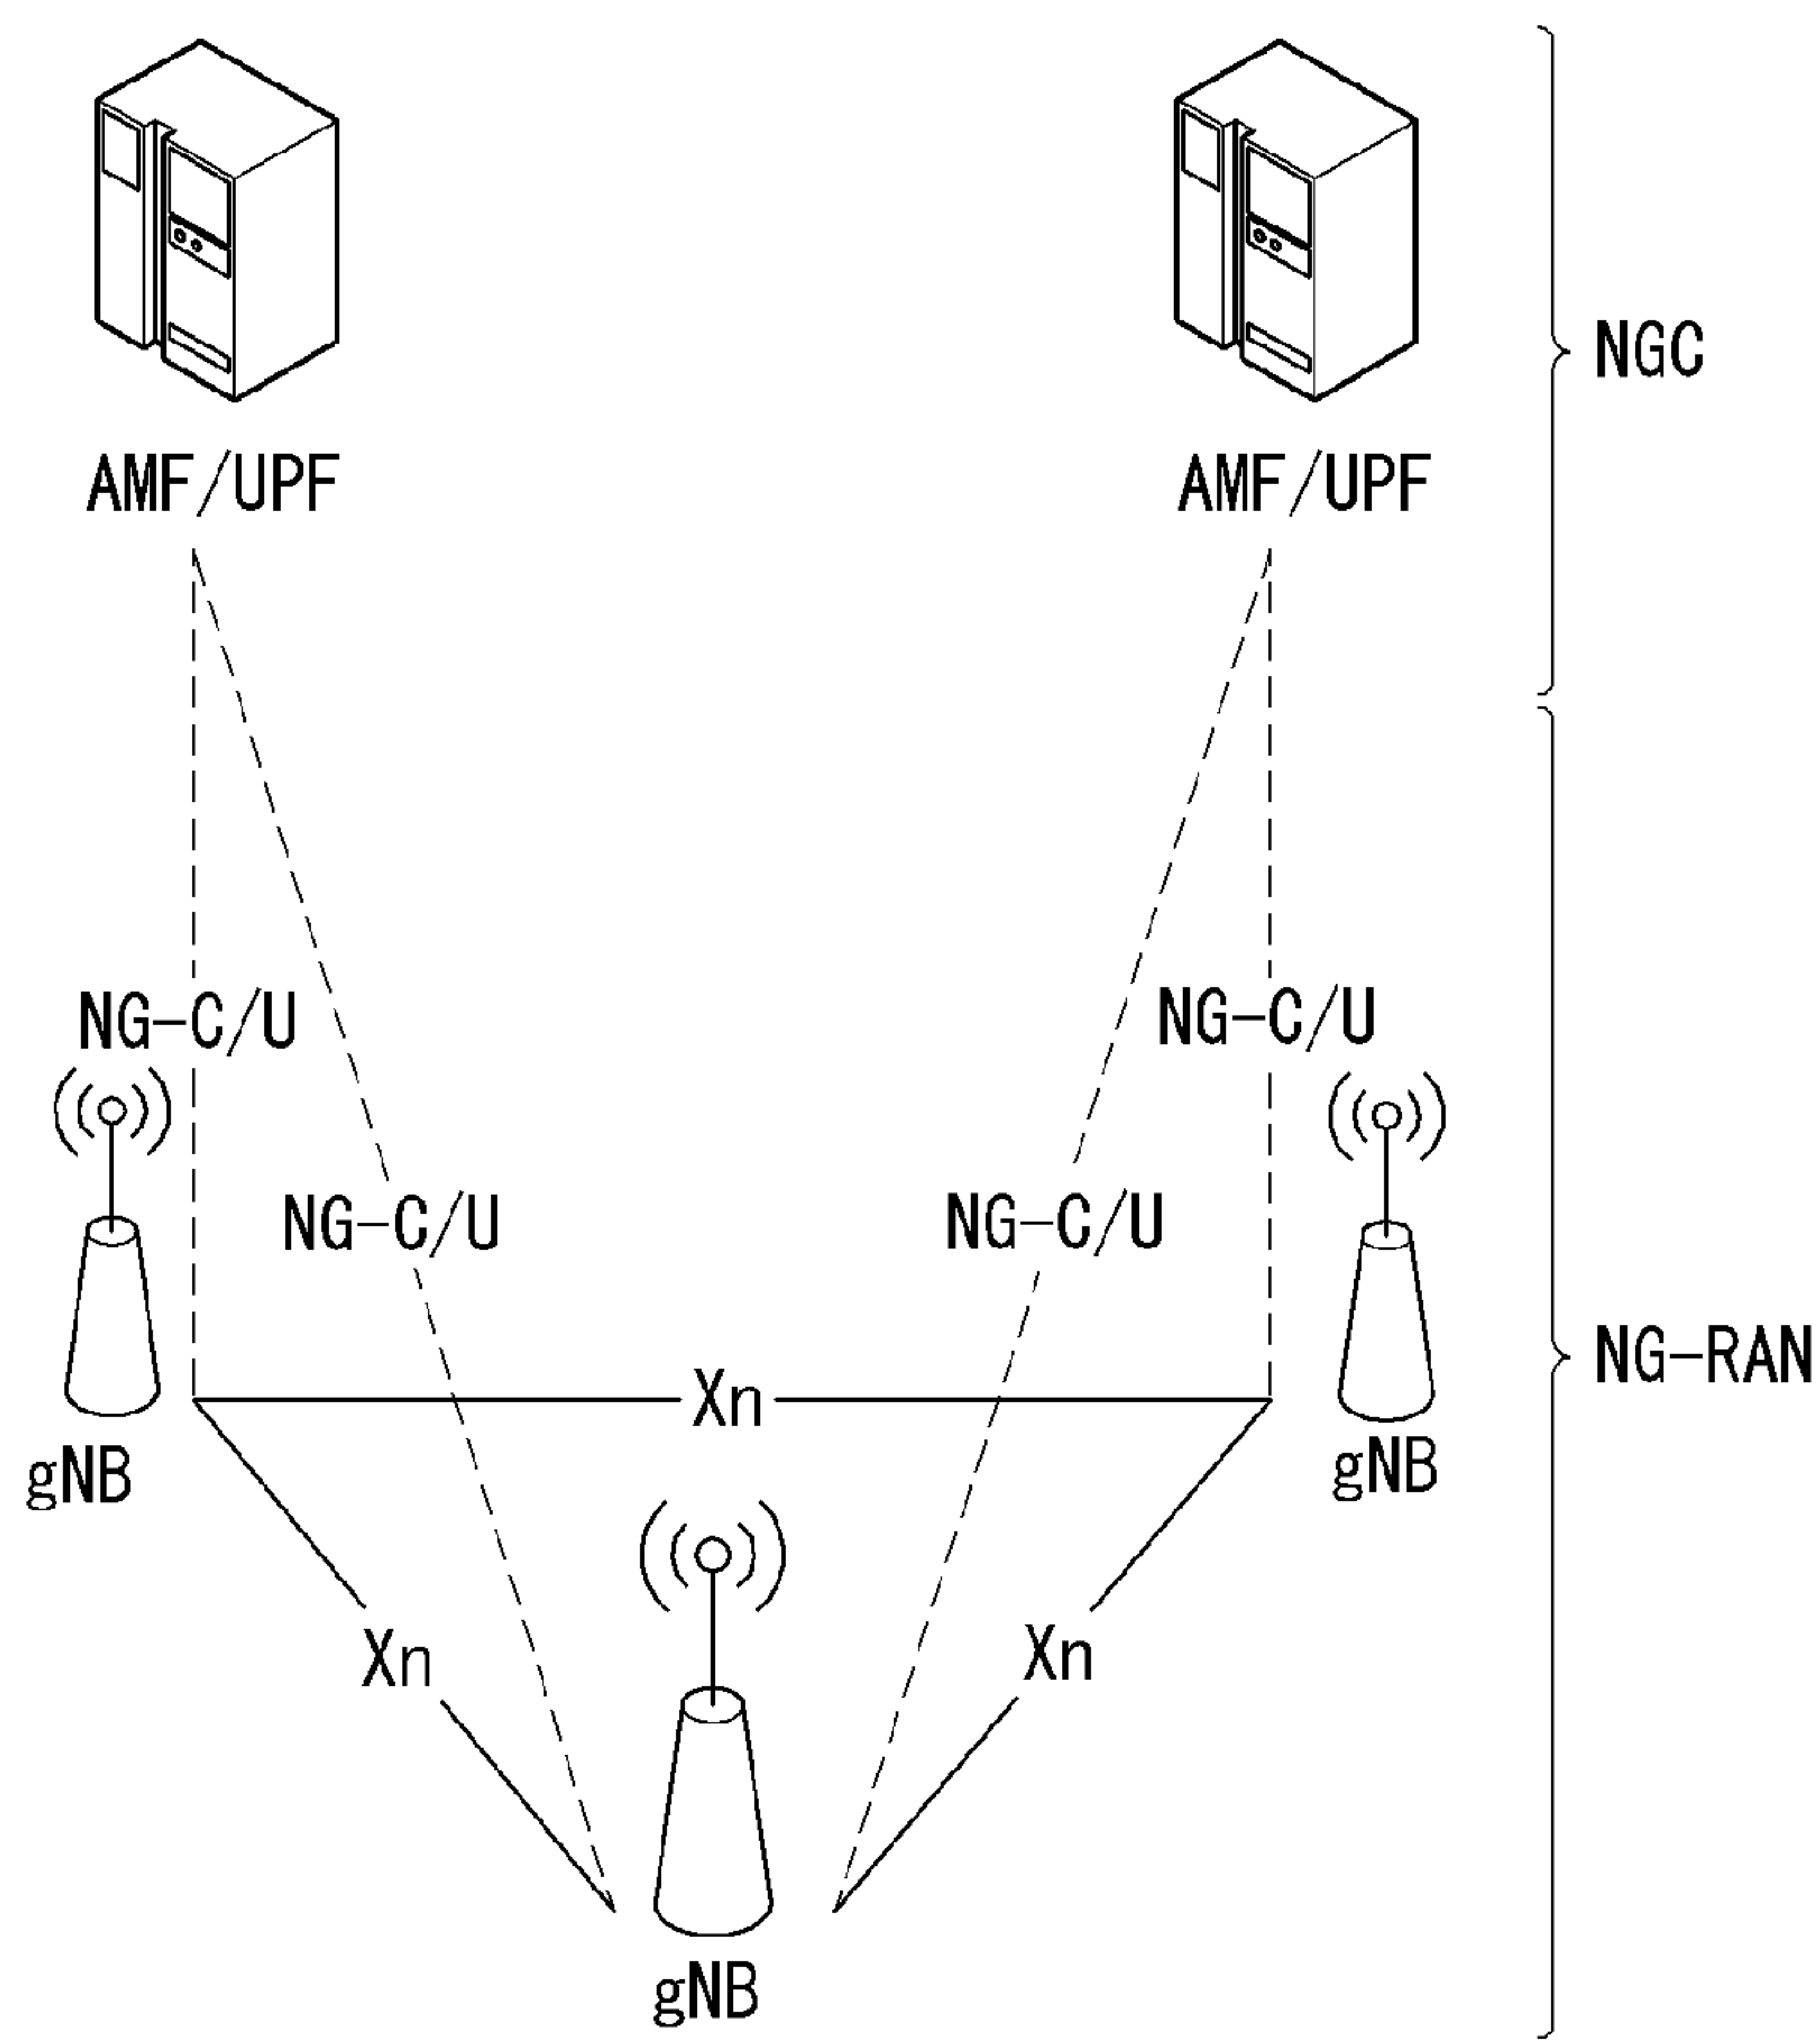 NGC
AMF/UPF
AMF/UPF
NG-C/U
NG-C/U
NG-C/U
NG-C/U
NG-RAN
Xn
gNB
gNB
Xn
Xn
gNB